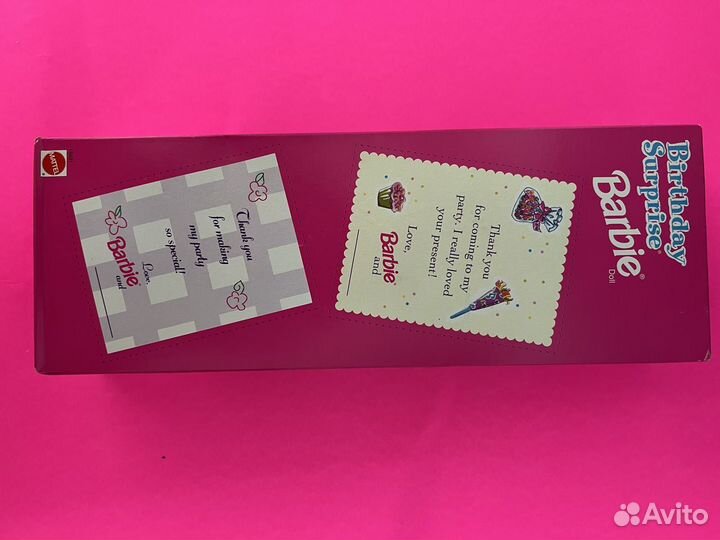 Birthday
Surprise
Barbie®
Doll
Thank you
for coming to my
party. I really loved
your present!
Love,
Barbie and
Thank you
for making
my party
so special!
Love,
Barbie and
MATTEL
Avito